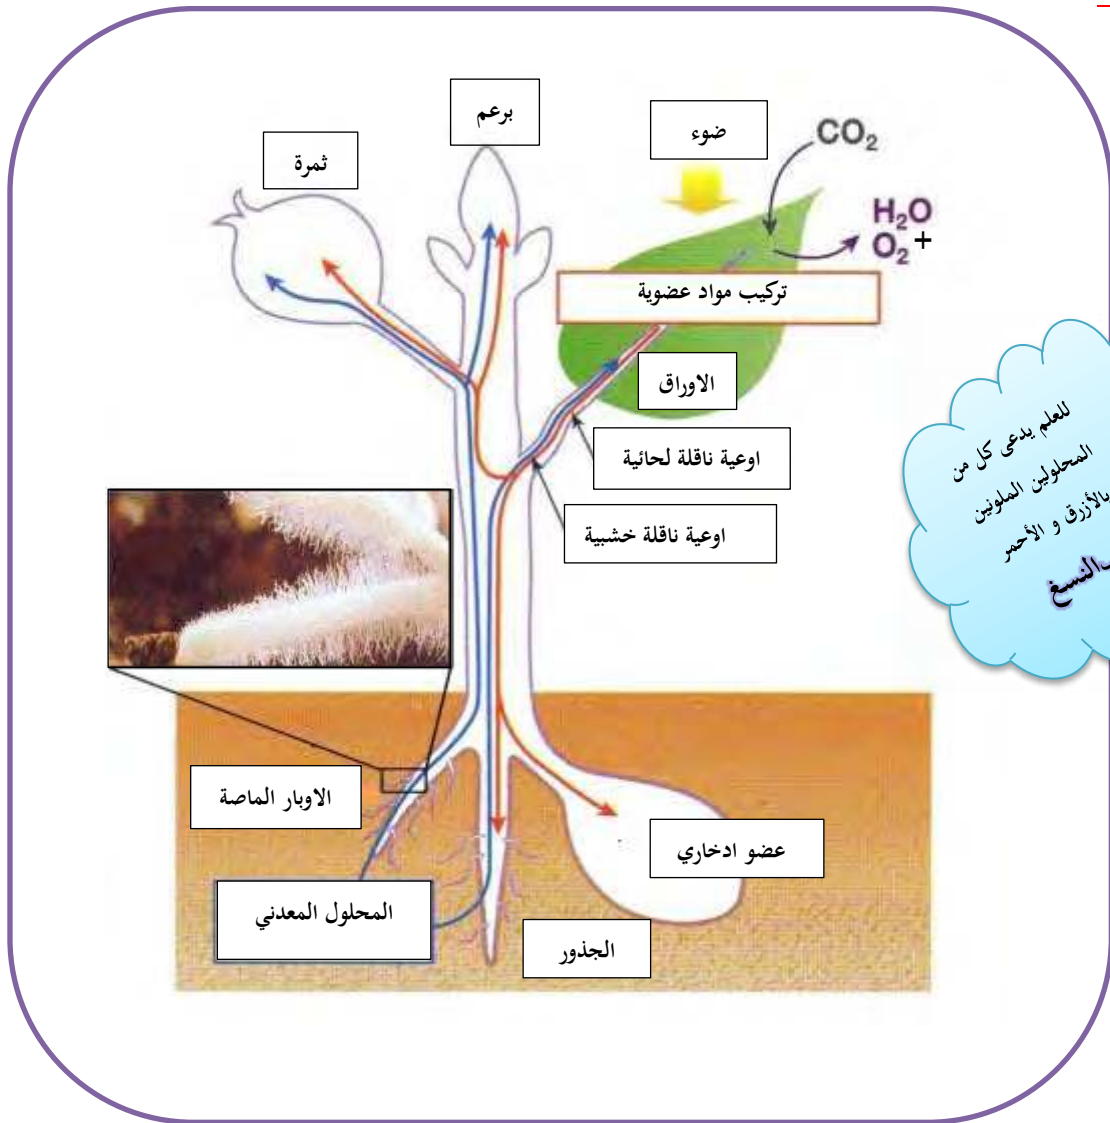 برعم
ضوء
CO₂
ثمرة
H₂O
O₂ +
تركيب مواد عضوية
الاوراق
للعلم يدعى كل من
المحلولين الملونين
بالأزرق و الأحمر
بالنسغ
اوعية ناقلة لحائية
اوعية ناقلة خشبية
الاوبار الماصة
عضو ادخاري
المحلول المعدني
الجذور